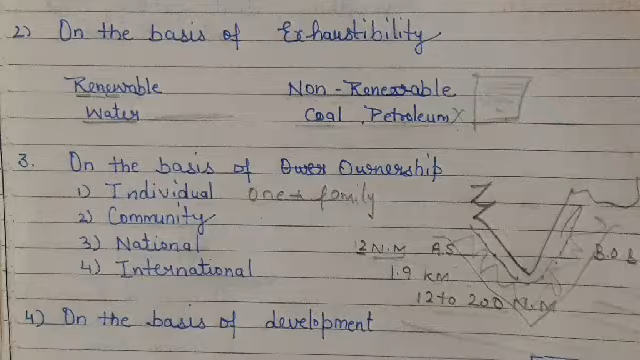 2) On the basis of Exhaustibility
Renewable Non-Renewable
Water Coal, Petroleum
3. On the basis of Ownership
1) Individual one family
2) Community
3) National
12 N.M A.S B.O.B
4) International 1.9 KM
12 to 200 N.M
4) On the basis of development